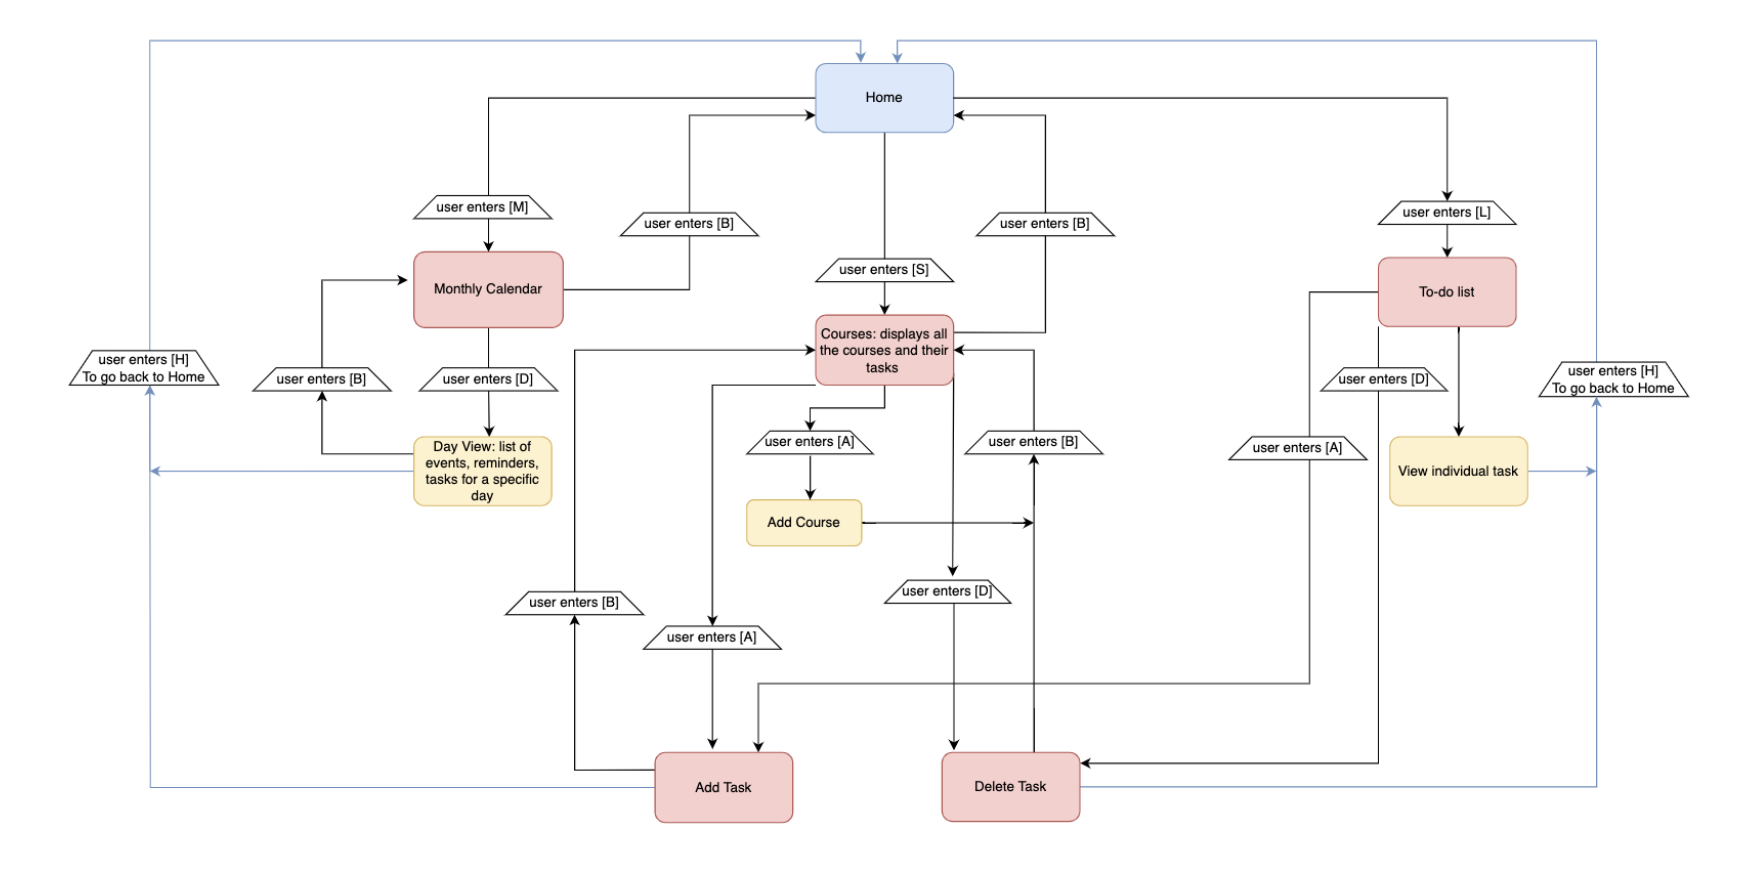 Home
user enters [M]
user enters [B]
user enters [B]
user enters [L]
user enters [S]
Monthly Calendar
To-do list
Courses: displays all
the courses and their
tasks
user enters [H]
To go back to Home
user enters [B]
user enters [D]
user enters [D]
user enters [H]
To go back to Home
user enters [A]
user enters [B]
user enters [A]
Day View: list of
events, reminders,
tasks for a specific
day
View individual task
Add Course
user enters [B]
user enters [D]
user enters [A]
Add Task
Delete Task